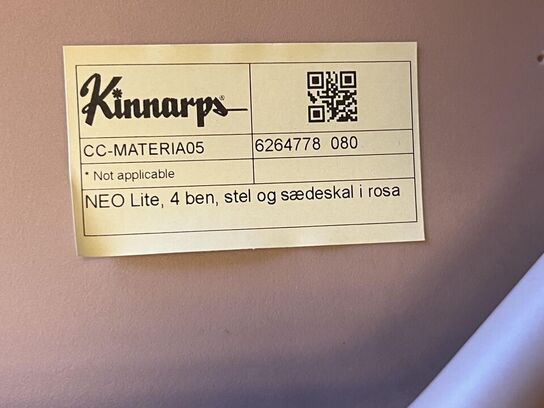 Kinnarps®
CC-MATERIA05 6264778 080
* Not applicable
NEO Lite, 4 ben, stel og sædeskal i rosa